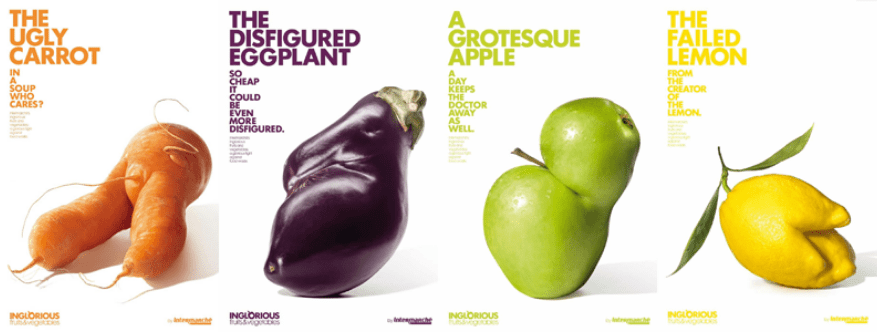 THE
UGLY
CARROT
IN
A
SOUP
WHO
CARES?
INGLORIOUS
fruits&vegetables
by Intermarché
THE
DISFIGURED
EGGPLANT
SO
CHEAP
IT
COULD
BE
EVEN
MORE
DISFIGURED.
INGLORIOUS
fruits&vegetables
by Intermarché
A
GROTESQUE
APPLE
A
DAY
KEEPS
THE
DOCTOR
AWAY
AS
WELL.
INGLORIOUS
fruits&vegetables
by Intermarché
THE
FAILED
LEMON
FROM
THE
CREATOR
OF
THE
LEMON.
INGLORIOUS
fruits&vegetables
by Intermarché